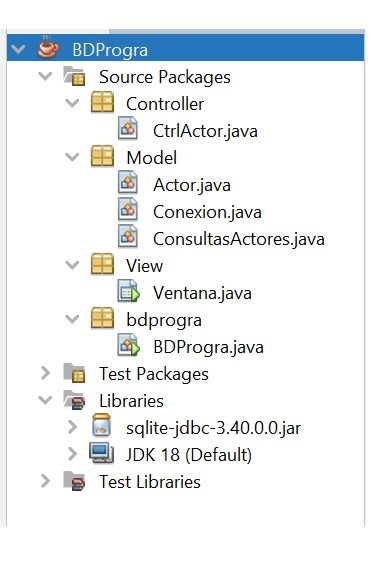 BDProgra
Source Packages
Controller
CtrlActor.java
Model
Actor.java
Conexion.java
ConsultasActores.java
View
Ventana.java
bdprogra
BDProgra.java
Test Packages
Libraries
sqlite-jdbc-3.40.0.0.jar
JDK 18 (Default)
Test Libraries